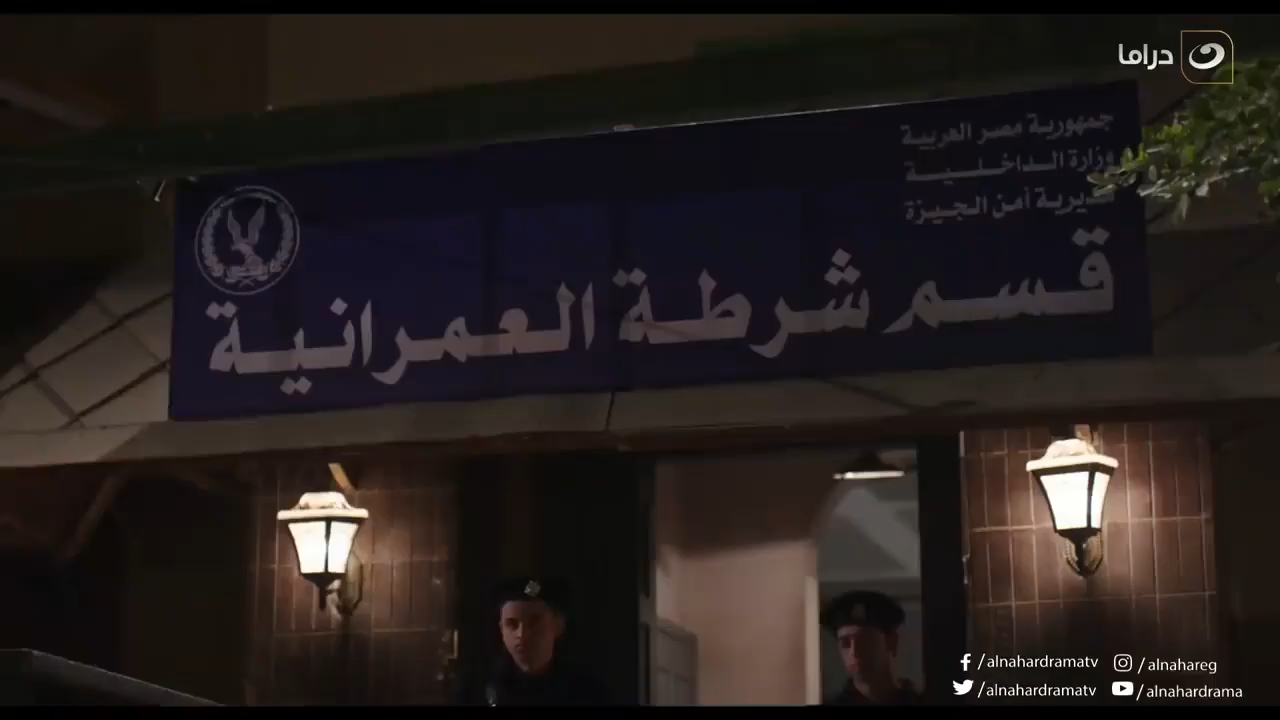 دراما
جمهورية مصر العربية
وزارة الداخلية
مديرية أمن الجيزة
قسم شرطة العمرانية
/alnahardramatv
/alnahareg
/alnahardramatv
/alnahardrama